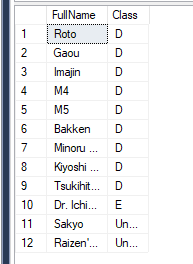 FullName Class
1 Roto D
2 Gaou D
3 Imajin D
4 M4 D
5 M5 D
6 Bakken D
7 Minoru ... D
8 Kiyoshi ... D
9 Tsukihit... D
10 Dr. Ichi... E
11 Sakyo Un...
12 Raizen'... Un...